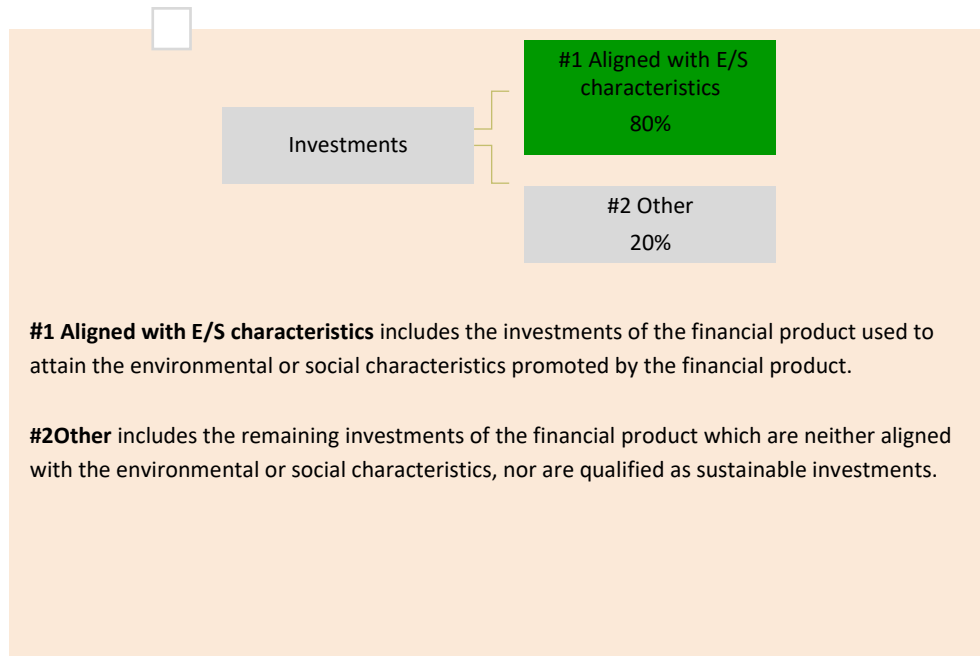 #1 Aligned with E/S
characteristics
80%
Investments
#2 Other
20%
#1 Aligned with E/S characteristics includes the investments of the financial product used to
attain the environmental or social characteristics promoted by the financial product.
#2Other includes the remaining investments of the financial product which are neither aligned
with the environmental or social characteristics, nor are qualified as sustainable investments.